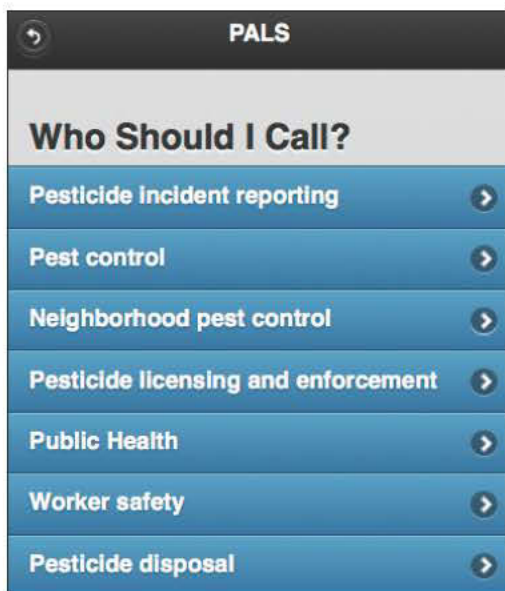 PALS
Who Should I Call?
Pesticide incident reporting
Pest control
Neighborhood pest control
Pesticide licensing and enforcement
Public Health
Worker safety
Pesticide disposal